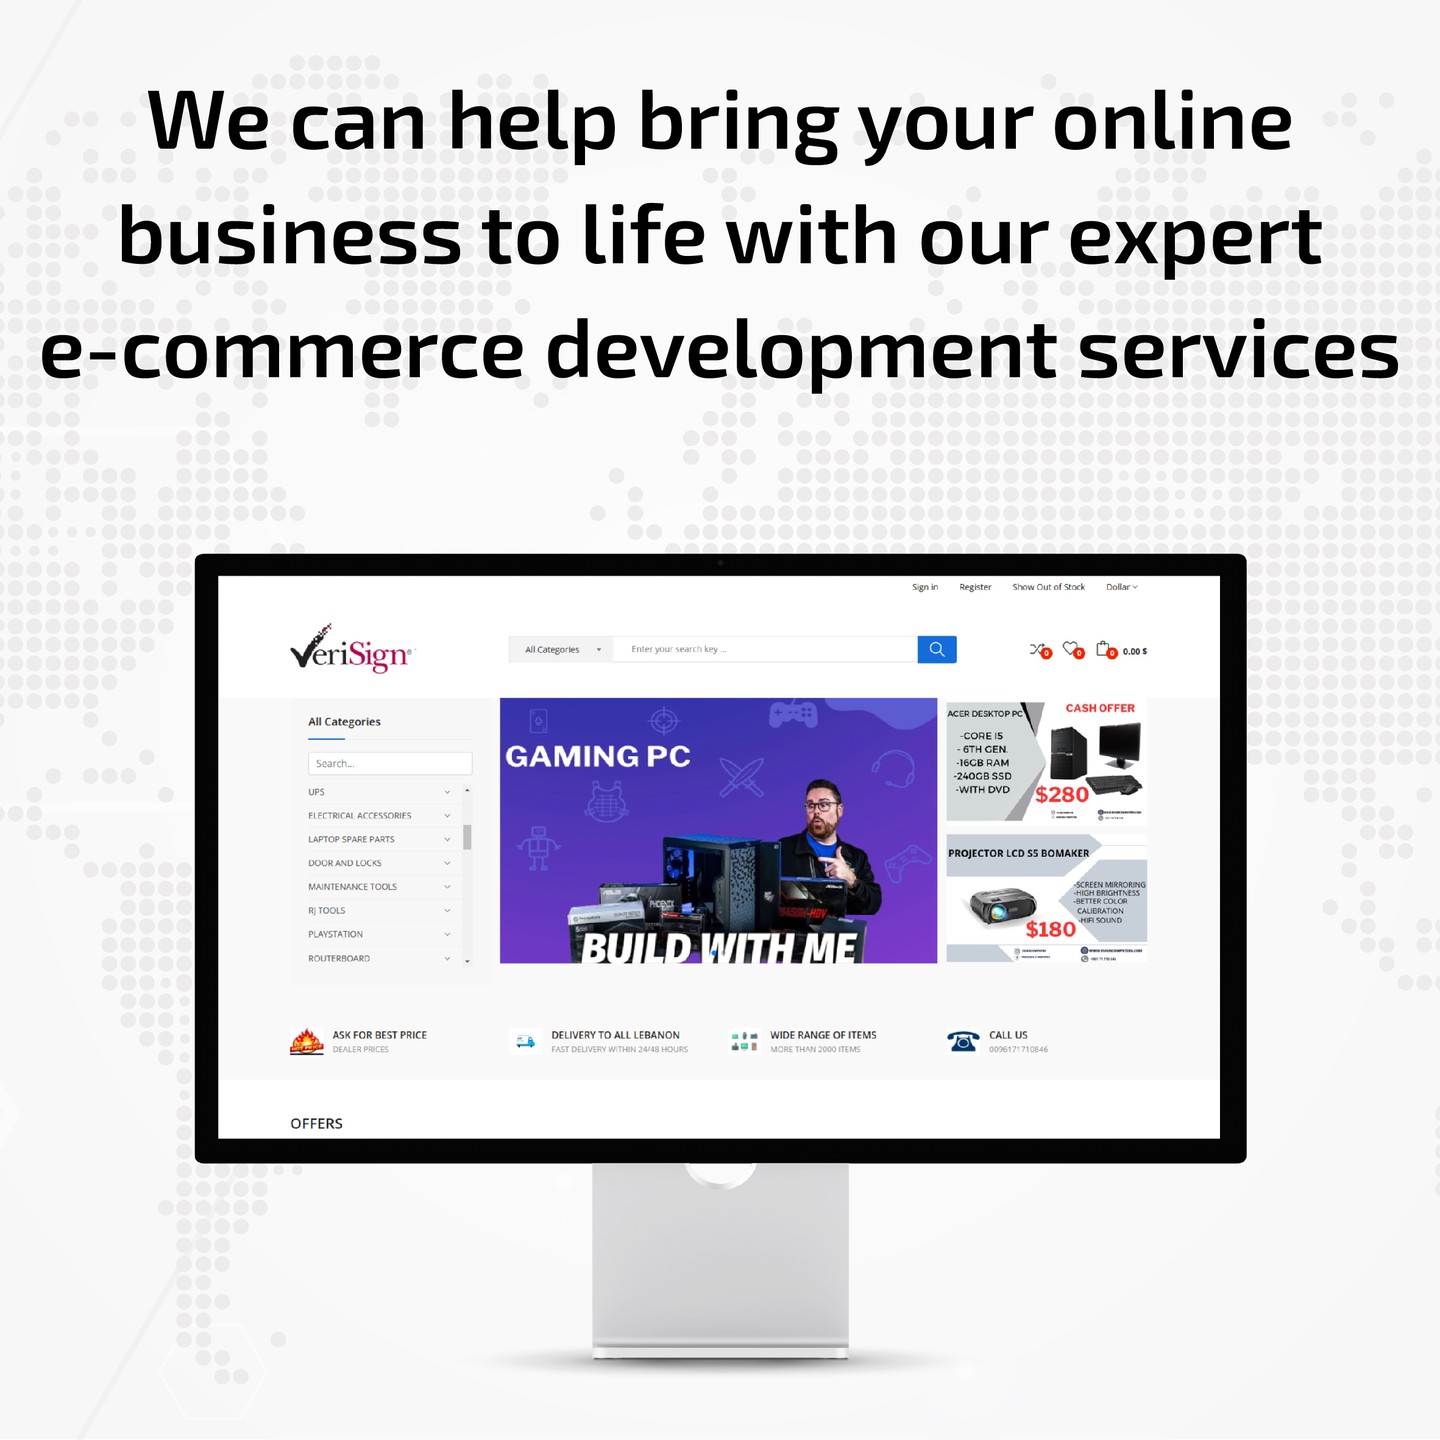 We can help bring your online
business to life with our expert
e-commerce development services
Sign in Register Show Out of Stock Dollar
VeriSign®
All Categories Enter your search key ... 0 0 0 0.00 $
All Categories
Search...
UPS
ELECTRICAL ACCESSORIES
LAPTOP SPARE PARTS
DOOR AND LOCKS
MAINTENANCE TOOLS
RJ TOOLS
PLAYSTATION
ROUTERBOARD
GAMING PC
BUILD WITH ME
ACER DESKTOP PC
CASH OFFER
-CORE I5
- 6TH GEN.
-16GB RAM
-240GB SSD
-WITH DVD
$280
PROJECTOR LCD S5 BOMAKER
-SCREEN MIRRORING
-HIGH BRIGHTNESS
-BETTER COLOR
CALIBRATION
-HIFI SOUND
$180
ASK FOR BEST PRICE
DEALER PRICES
DELIVERY TO ALL LEBANON
FAST DELIVERY WITHIN 24/48 HOURS
WIDE RANGE OF ITEMS
MORE THAN 2000 ITEMS
CALL US
0096171710846
OFFERS